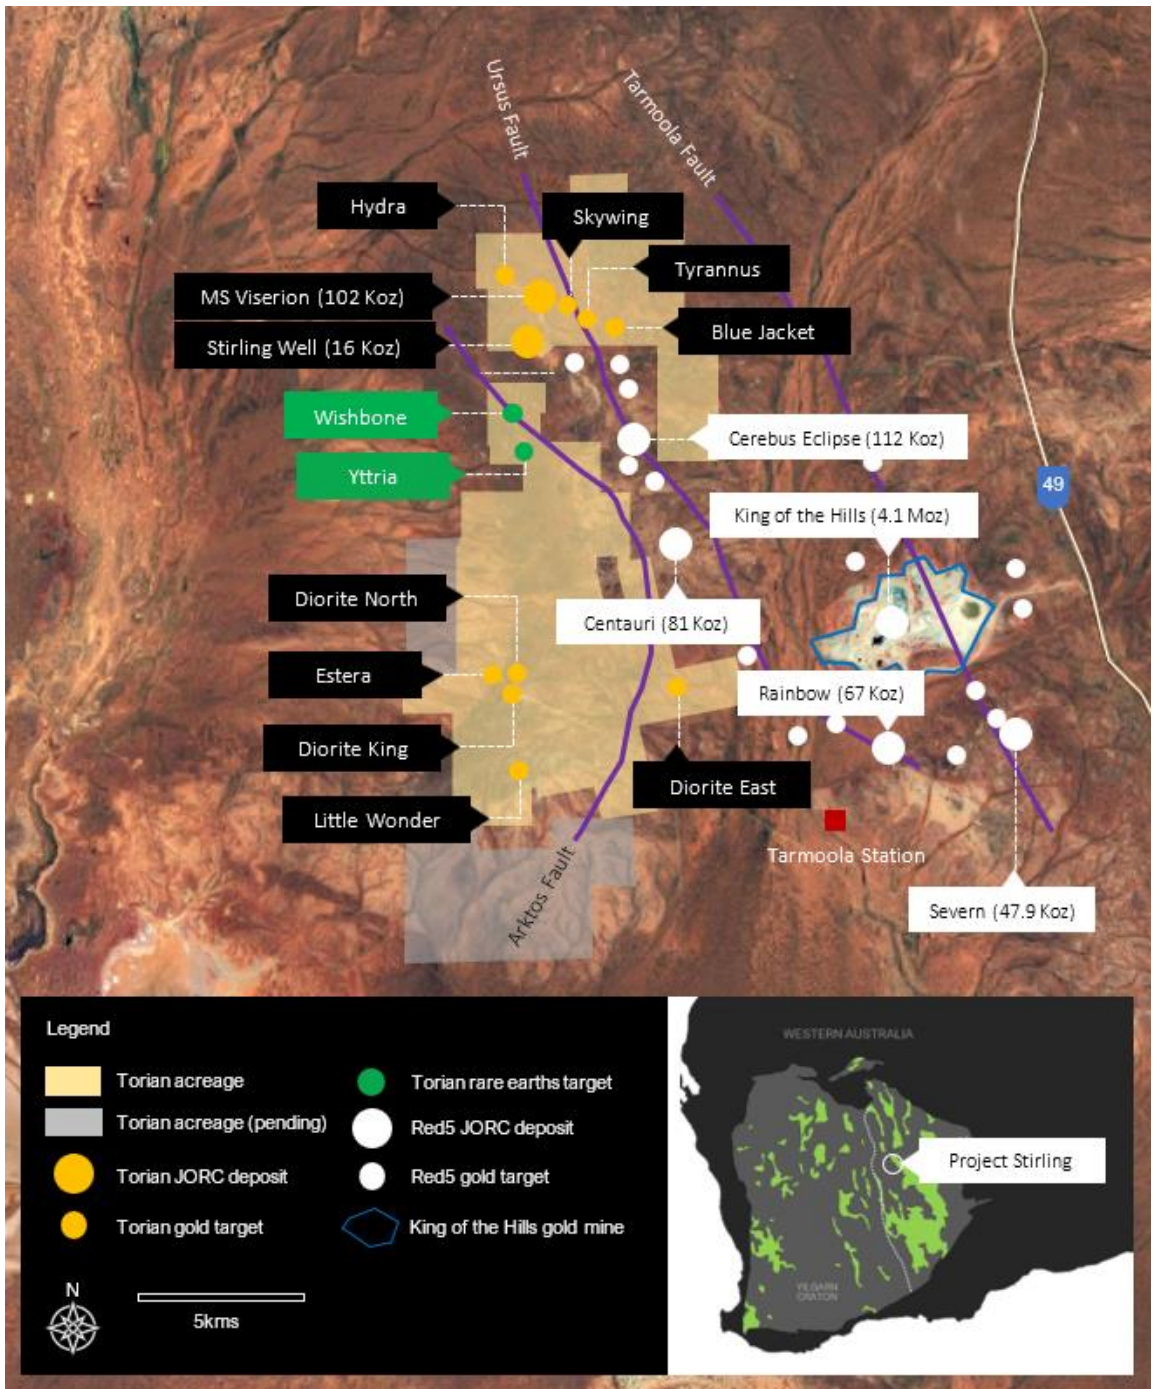 Ursus Fault
Tarmoola Fault
Hydra
Skywing
Tyrannus
MS Viserion (102 Koz)
Blue Jacket
Stirling Well (16 Koz)
Wishbone
Cerebus Eclipse (112 Koz)
Yttria
49
King of the Hills (4.1 Moz)
Diorite North
Centauri (81 Koz)
Estera
Rainbow (67 Koz)
Diorite King
Diorite East
Little Wonder
Tarmoola Station
Arktos Fault
Severn (47.9 Koz)
Legend
Torian acreage
Torian acreage (pending)
Torian JORC deposit
Torian gold target
Torian rare earths target
Red5 JORC deposit
Red5 gold target
King of the Hills gold mine
N
5kms
WESTERN AUSTRALIA
Project Stirling
YILGARN
CRATON